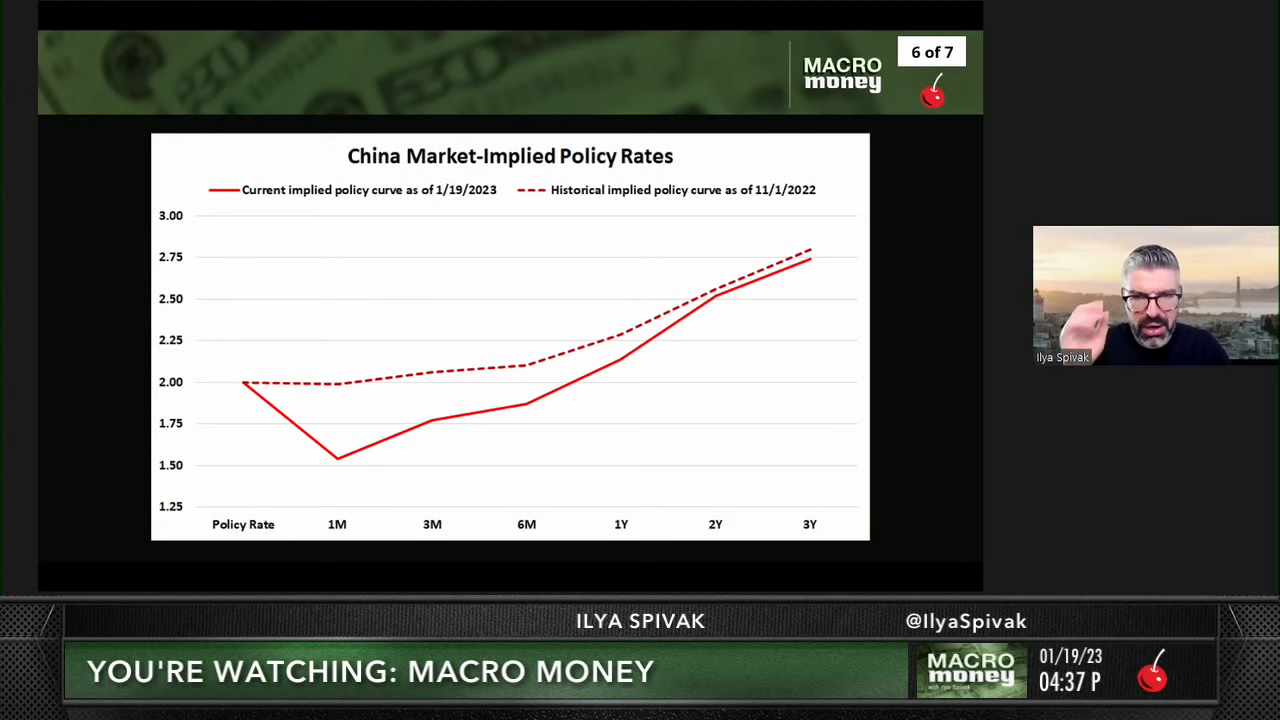 6 of 7
MACRO
money
China Market-Implied Policy Rates
Current implied policy curve as of 1/19/2023
Historical implied policy curve as of 11/1/2022
3.00
2.75
2.50
2.25
2.00
1.75
1.50
1.25
Policy Rate 1M 3M 6M 1Y 2Y 3Y
Ilya Spivak
ILYA SPIVAK @IlyaSpivak
YOU'RE WATCHING: MACRO MONEY
MACRO
money
with Ilya Spivak
01/19/23
04:37 P